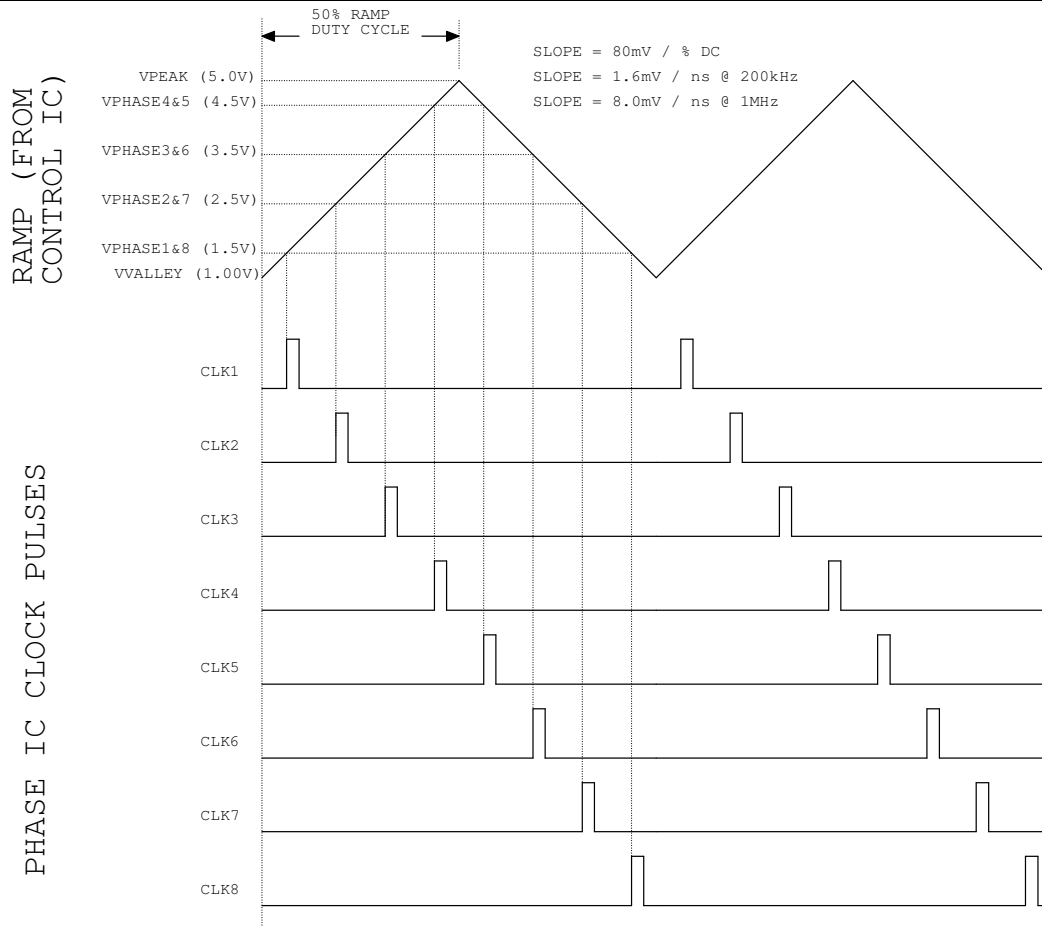 50% RAMP
DUTY CYCLE
SLOPE = 80mV / % DC
SLOPE = 1.6mV / ns @ 200kHz
SLOPE = 8.0mV / ns @ 1MHz
RAMP (FROM
CONTROL IC)
VPEAK (5.0V)
VPHASE4&5 (4.5V)
VPHASE3&6 (3.5V)
VPHASE2&7 (2.5V)
VPHASE1&8 (1.5V)
VVALLEY (1.00V)
PHASE IC CLOCK PULSES
CLK1
CLK2
CLK3
CLK4
CLK5
CLK6
CLK7
CLK8